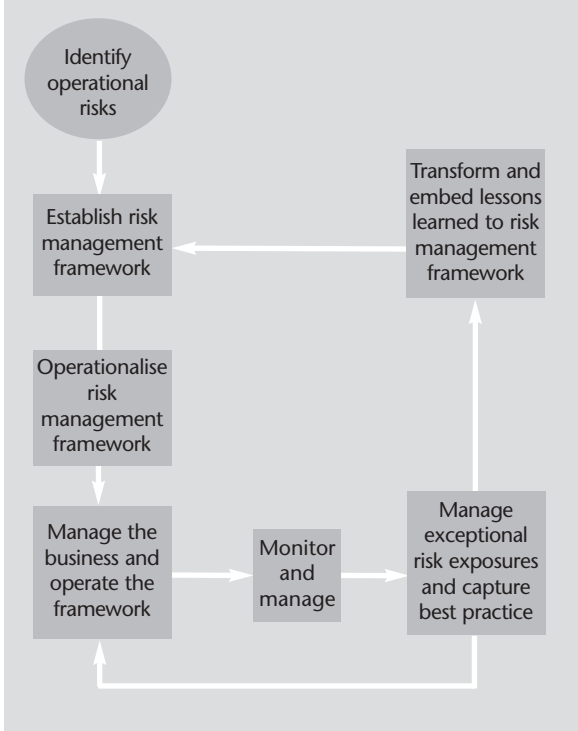 Identify
operational
risks
Establish risk
management
framework
Operationalise
risk
management
framework
Manage the
business and
operate the
framework
Monitor
and
manage
Manage
exceptional
risk exposures
and capture
best practice
Transform and
embed lessons
learned to risk
management
framework